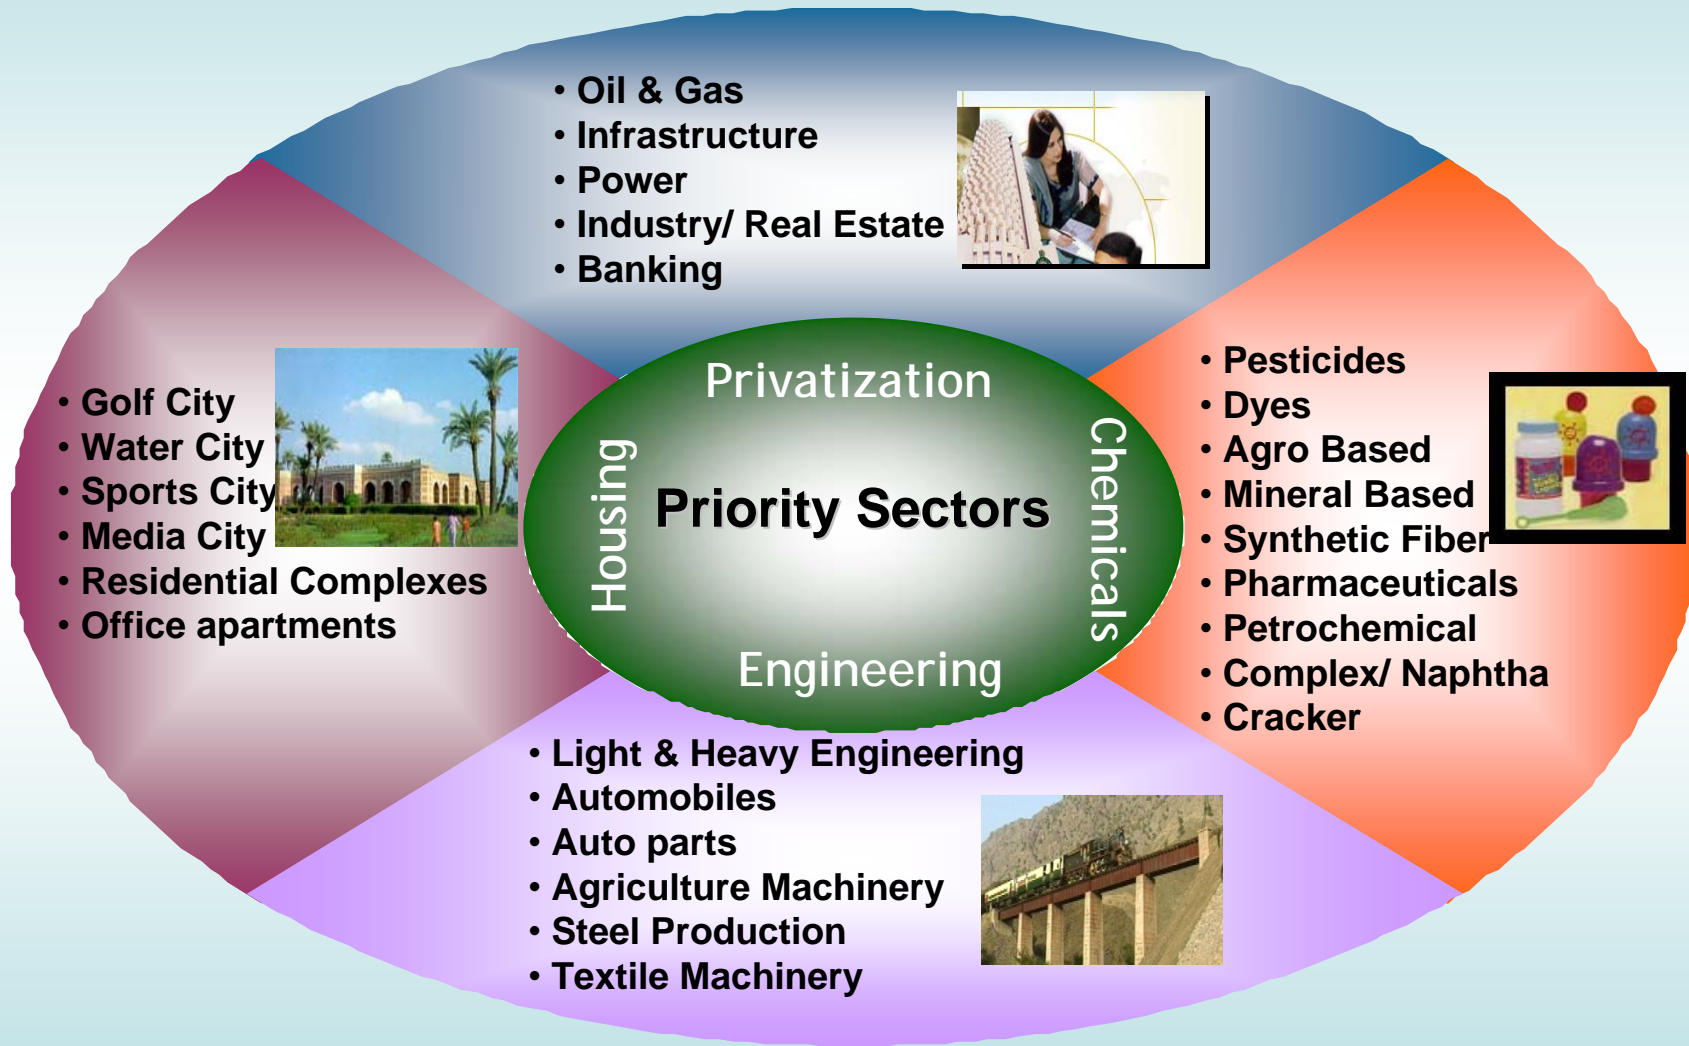 • Oil & Gas
• Infrastructure
• Power
• Industry/ Real Estate
• Banking
• Golf City
• Water City
• Sports City
• Media City
• Residential Complexes
• Office apartments
Privatization
Housing
Priority Sectors
Chemicals
Engineering
• Pesticides
• Dyes
• Agro Based
• Mineral Based
• Synthetic Fiber
• Pharmaceuticals
• Petrochemical
• Complex/ Naphtha
• Cracker
• Light & Heavy Engineering
• Automobiles
• Auto parts
• Agriculture Machinery
• Steel Production
• Textile Machinery